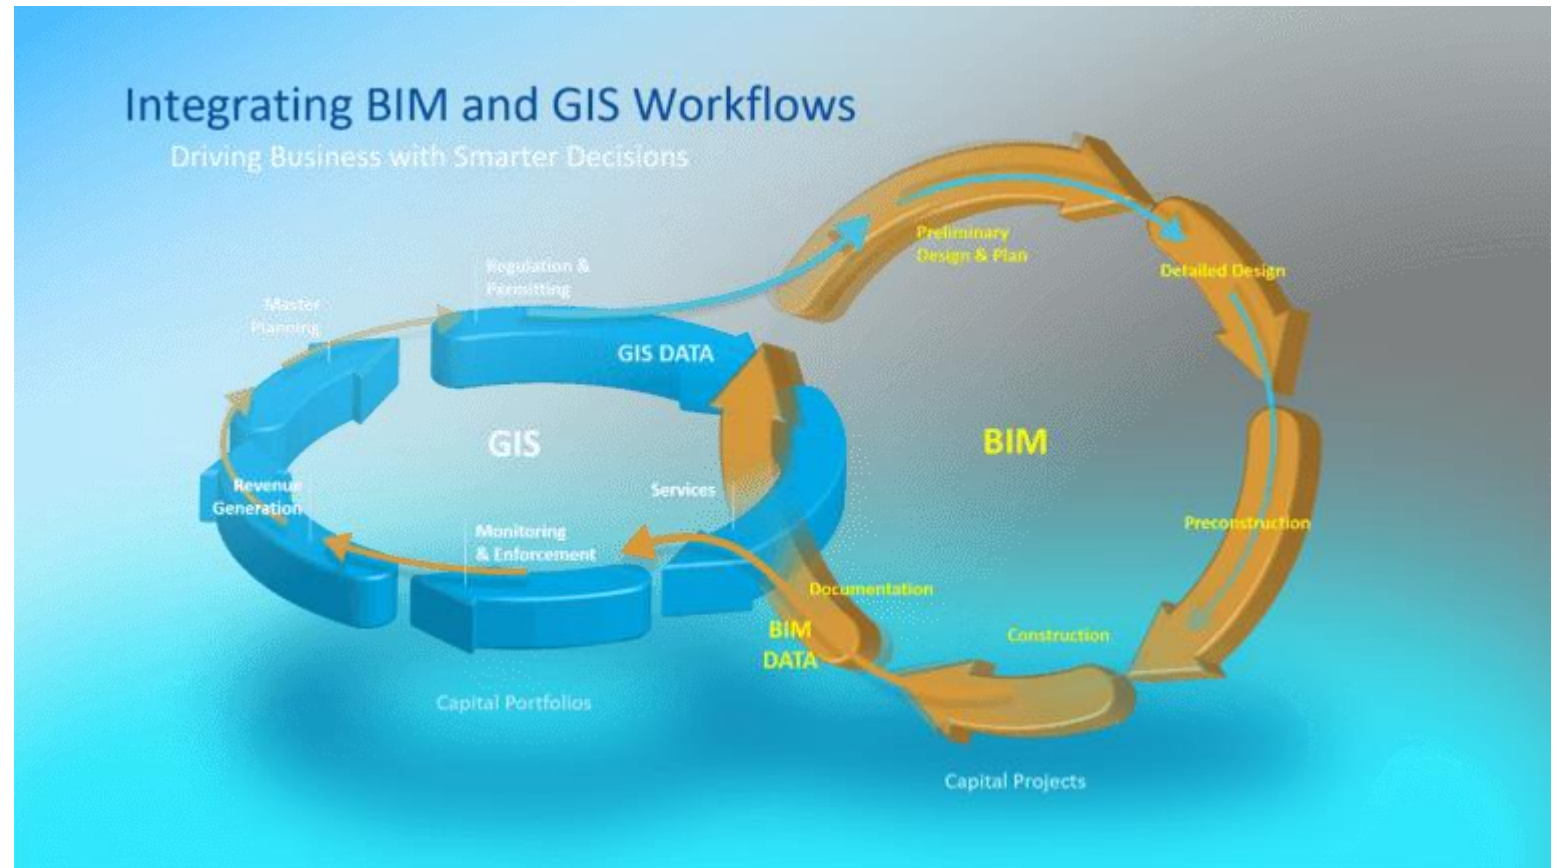 Integrating BIM and GIS Workflows
Driving Business with Smarter Decisions
Preliminary
Design & Plan
Regulation &
Permitting
Detailed Design
Master
Planning
GIS DATA
GIS
BIM
Revenue
Generation
Services
Preconstruction
Monitoring
& Enforcement
Documentation
BIM
DATA
Construction
Capital Portfolios
Capital Projects